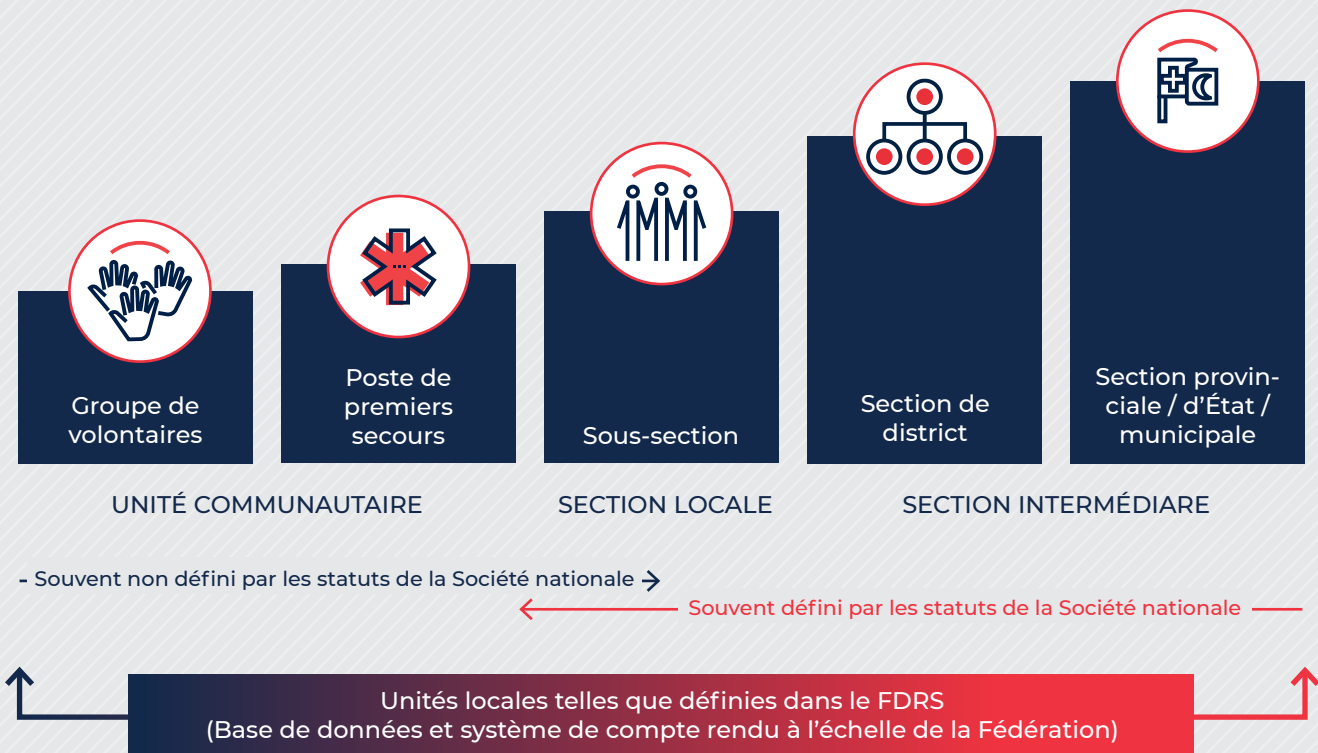 Groupe de
volontaires
Poste de
premiers
secours
Sous-section
Section de
district
Section provin-
ciale / d’État /
municipale
UNITÉ COMMUNAUTAIRE
SECTION LOCALE
SECTION INTERMÉDIARE
- Souvent non défini par les statuts de la Société nationale →
← Souvent défini par les statuts de la Société nationale
Unités locales telles que définies dans le FDRS
(Base de données et système de compte rendu à l’échelle de la Fédération)